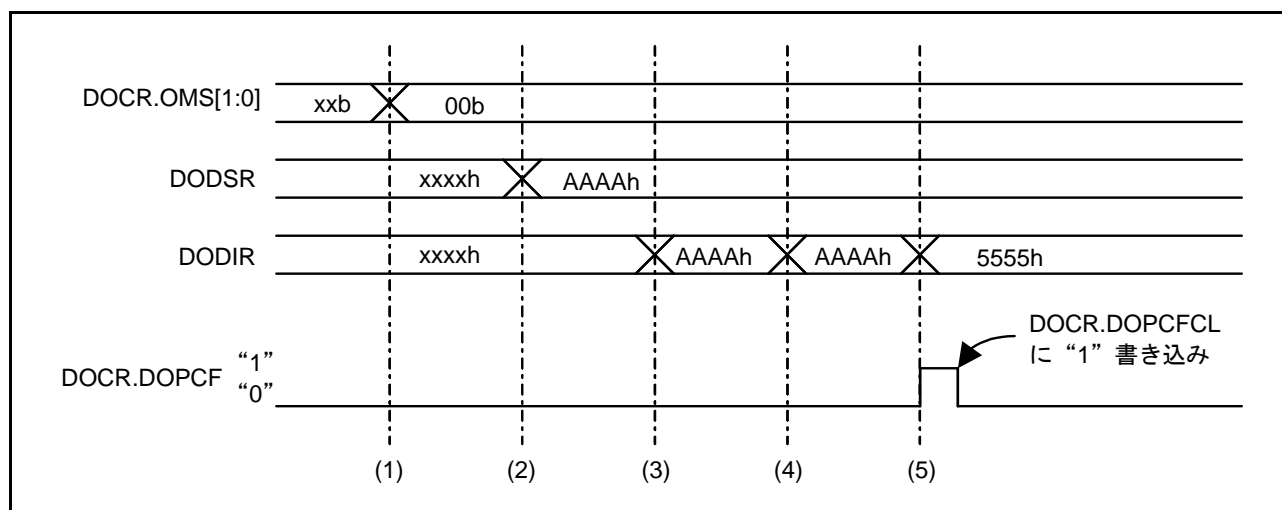 DOCR.OMS[1:0] xxb 00b
DODSR xxxxh AAAAh
DODIR xxxxh AAAAh AAAAh 5555h
DOCR.DOPCFCL
に “1” 書き込み
DOCR.DOPCF “1”
“0”
(1) (2) (3) (4) (5)